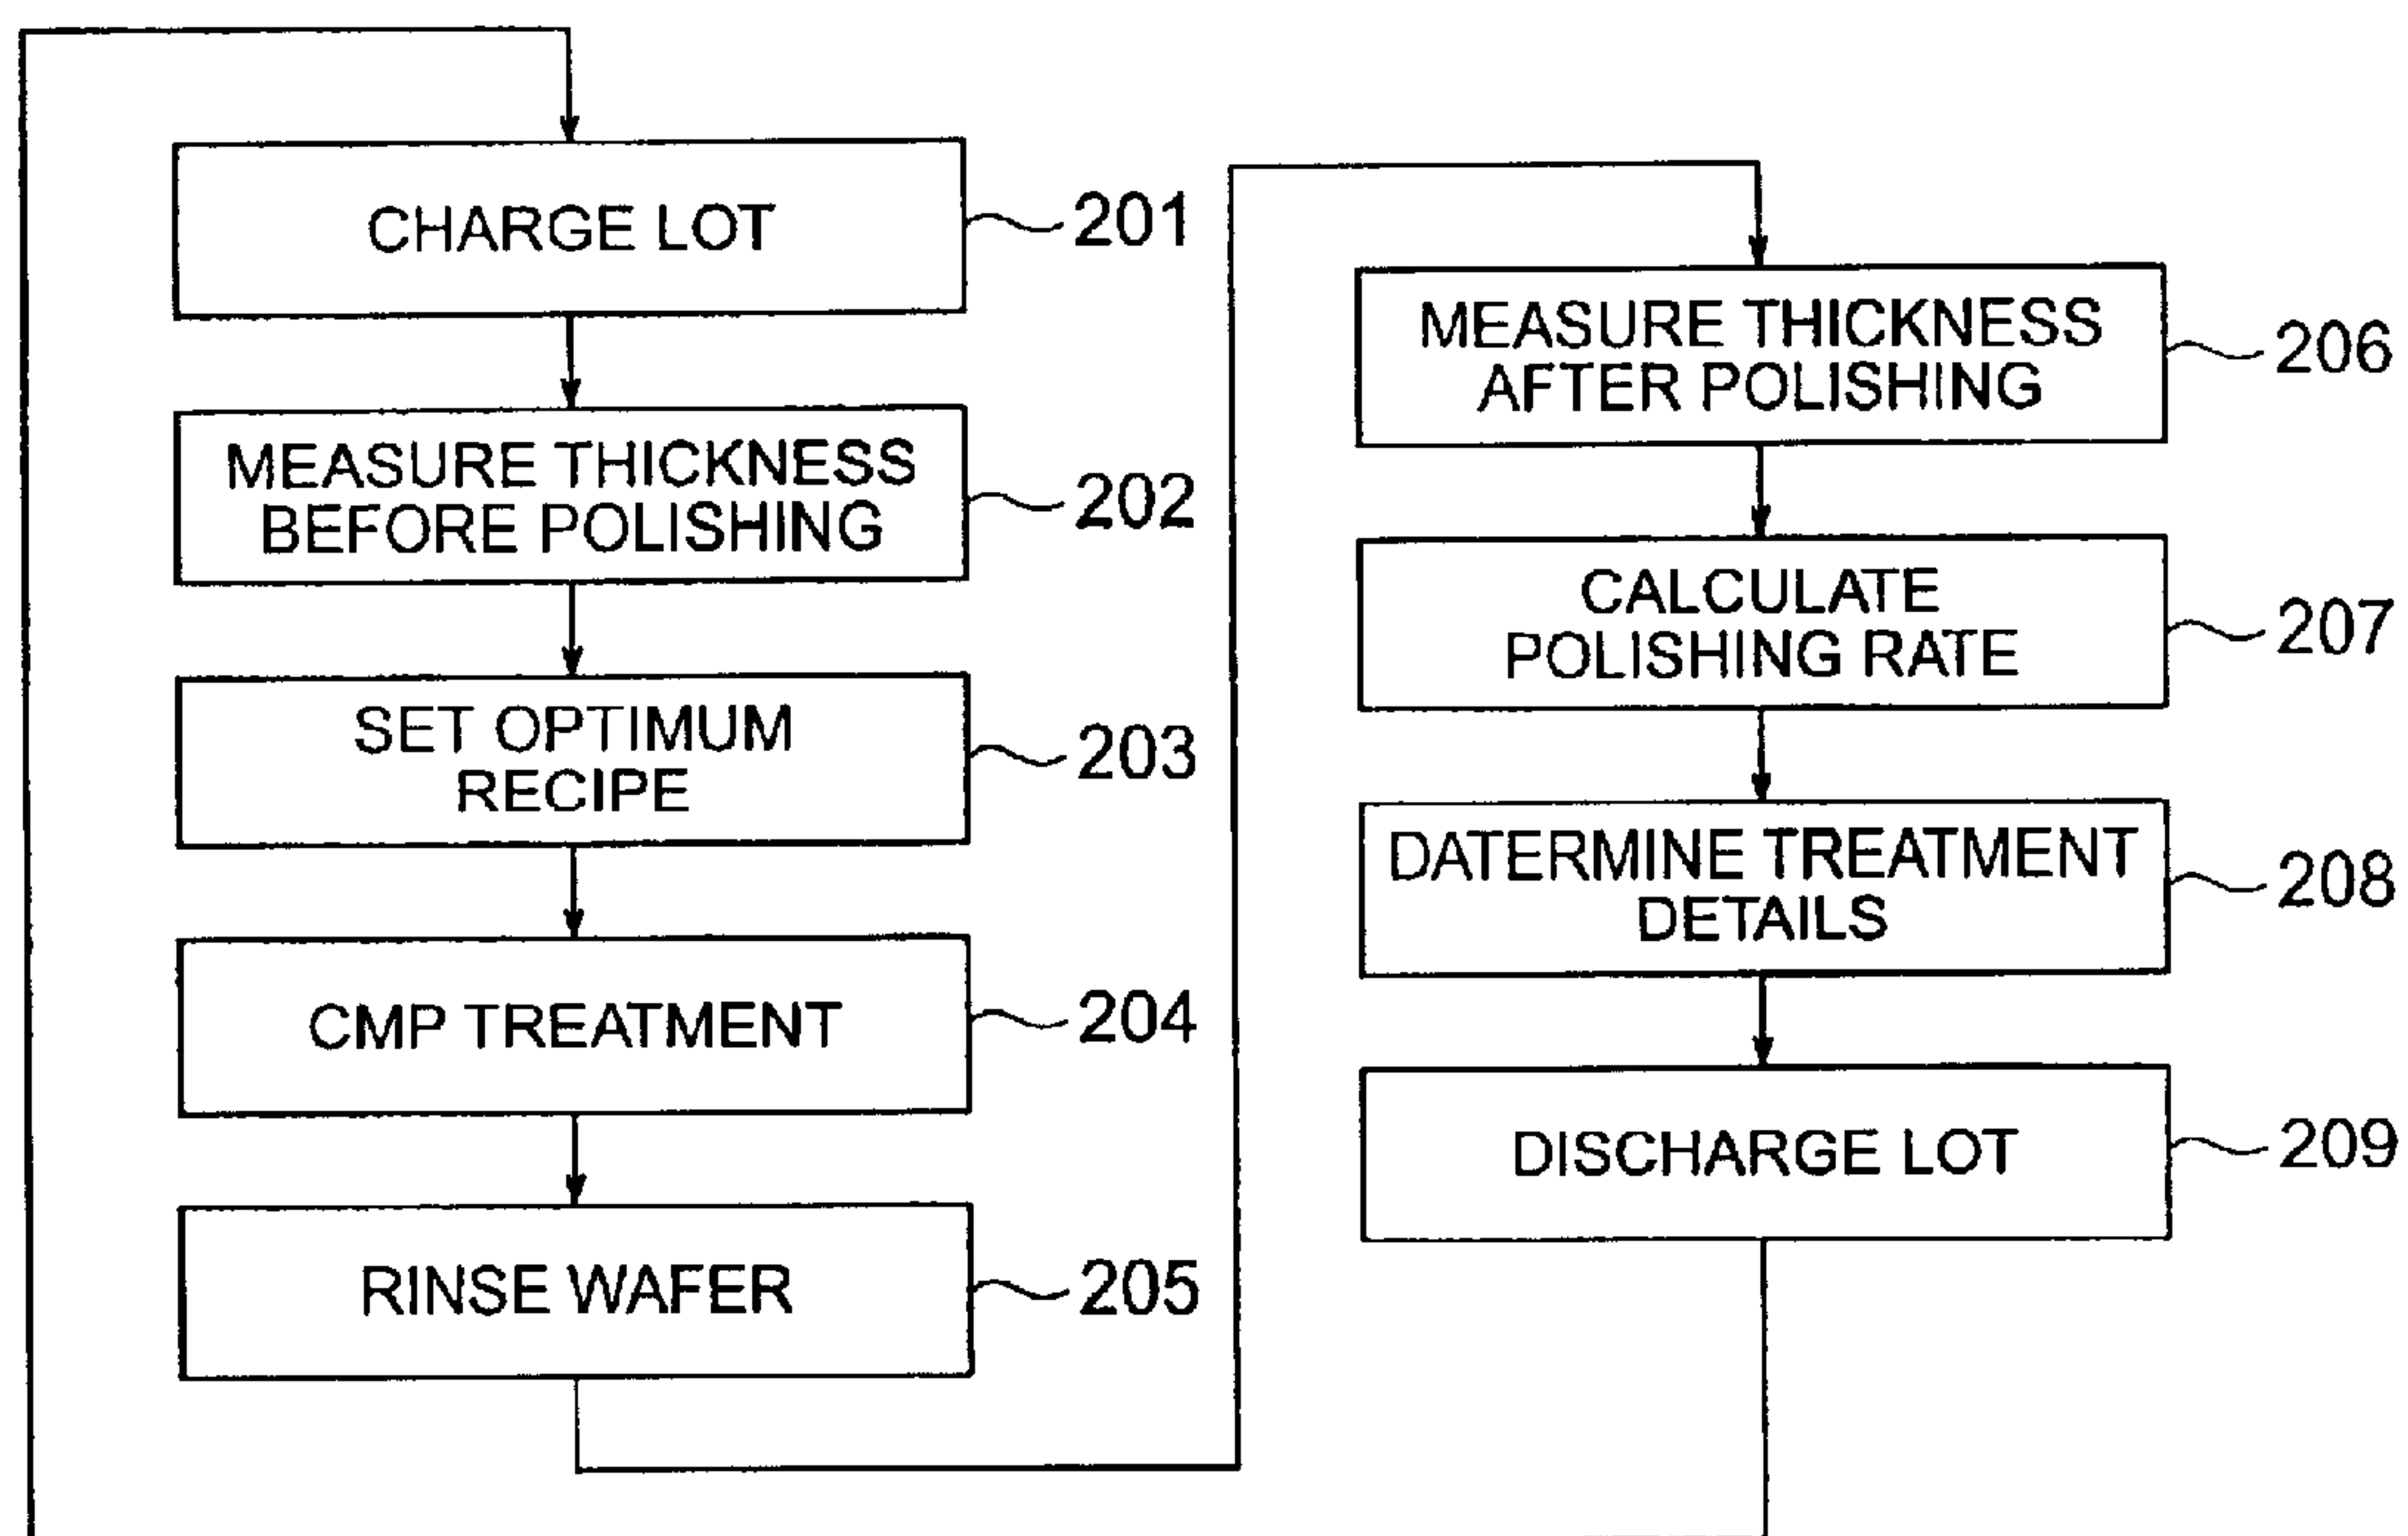 CHARGE LOT
201
MEASURE THICKNESS
BEFORE POLISHING
202
SET OPTIMUM
RECIPE
203
CMP TREATMENT
204
RINSE WAFER
205
MEASURE THICKNESS
AFTER POLISHING
206
CALCULATE
POLISHING RATE
207
DATERMINE TREATMENT
DETAILS
208
DISCHARGE LOT
209